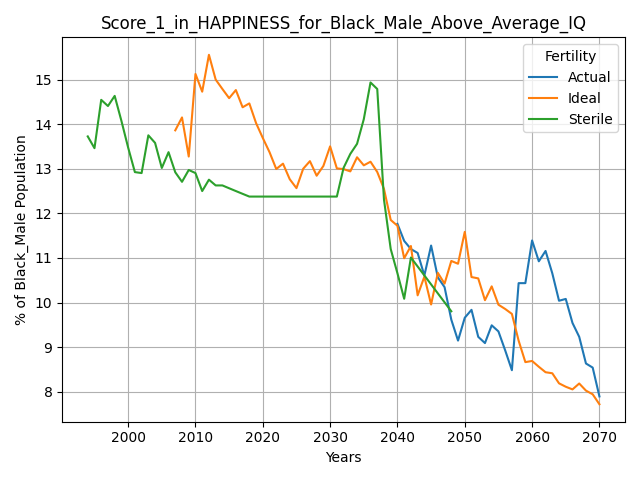 Score_1_in_HAPPINESS_for_Black_Male_Above_Average_IQ
Fertility
Actual
Ideal
Sterile
% of Black_Male Population
15
14
13
12
11
10
9
8
2000 2010 2020 2030 2040 2050 2060 2070
Years